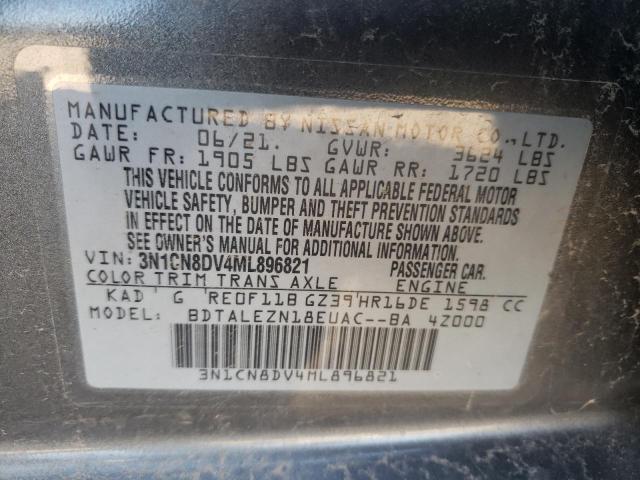 MANUFACTURED BY NISSAN MOTOR CO., LTD.
DATE: 06/21. GVWR: 3624 LBS
GAWR FR: 1905 LBS GAWR RR: 1720 LBS
THIS VEHICLE CONFORMS TO ALL APPLICABLE FEDERAL MOTOR
VEHICLE SAFETY, BUMPER AND THEFT PREVENTION STANDARDS
IN EFFECT ON THE DATE OF MANUFACTURE SHOWN ABOVE.
SEE OWNER'S MANUAL FOR ADDITIONAL INFORMATION.
VIN: 3N1CN8DV4ML896821 PASSENGER CAR.
COLOR TRIM TRANS AXLE ENGINE
KAD G RE0F11B GZ39 HR16DE 1598 CC
MODEL: BDTALEZN18EUAC--BA 4Z000
3N1CN8DV4ML896821